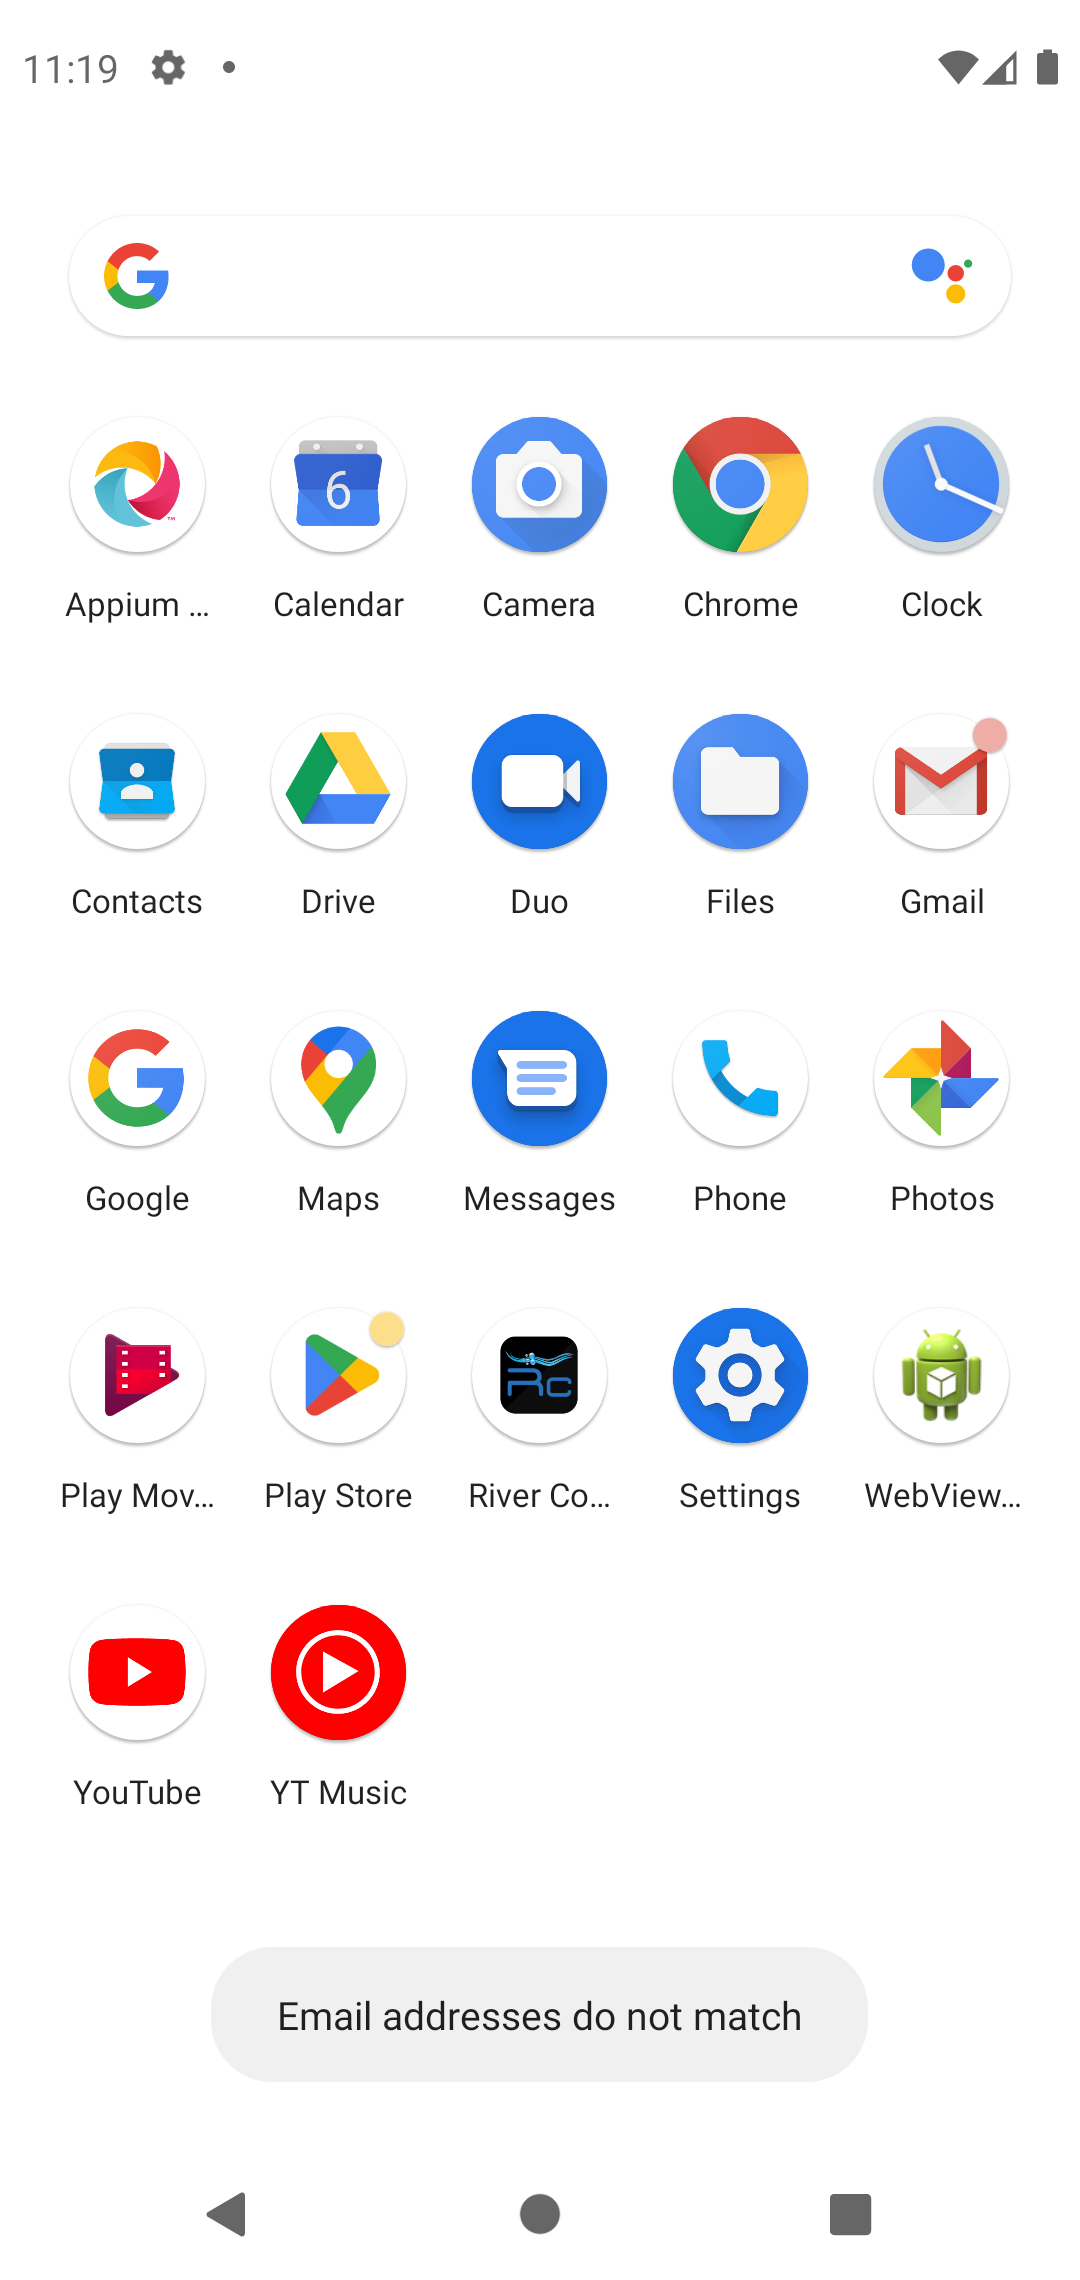 11:19
Appium ...
Calendar
6
Camera
Chrome
Clock
Contacts
Drive
Duo
Files
Gmail
Google
Maps
Messages
Phone
Photos
Play Mov...
Play Store
Rc
River Co...
Settings
WebView...
YouTube
YT Music
Email addresses do not match